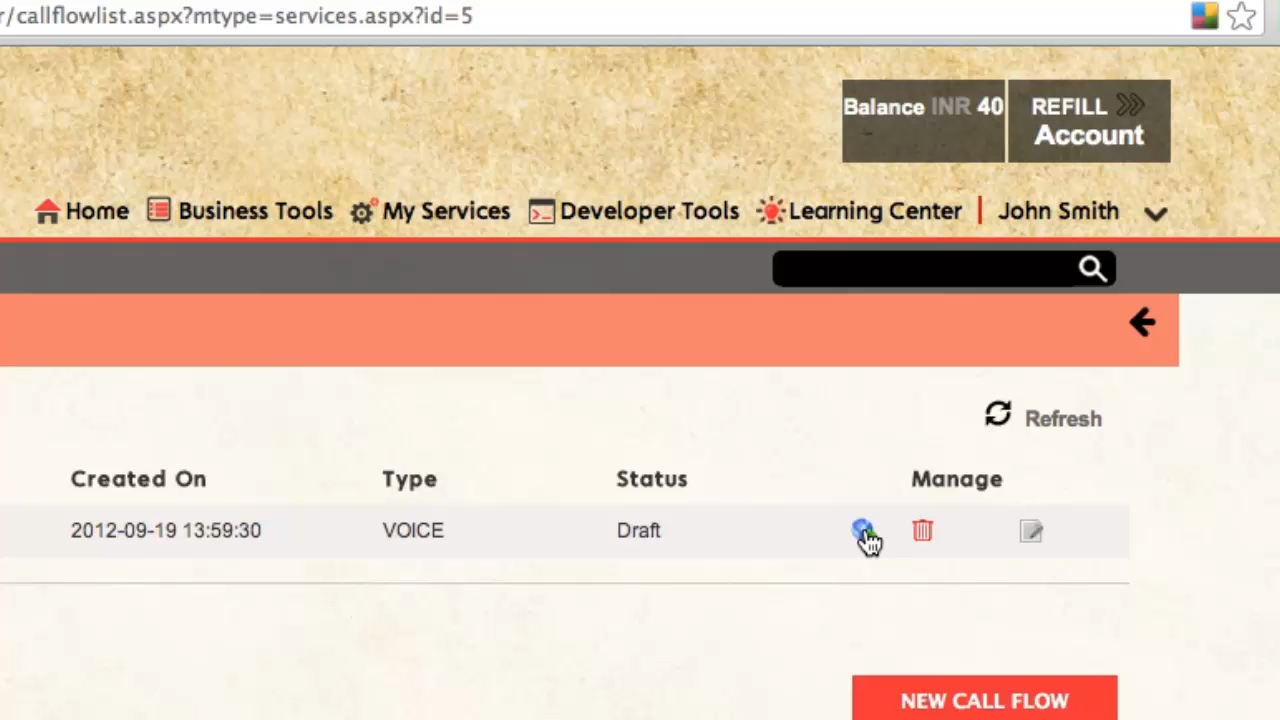 r/callflowlist.aspx?mtype=services.aspx?id=5
Balance INR 40
REFILL
Account
Home Business Tools My Services Developer Tools Learning Center John Smith
Refresh
Created On Type Status Manage
2012-09-19 13:59:30 VOICE Draft
NEW CALL FLOW